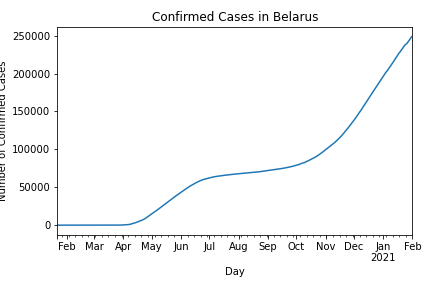 Confirmed Cases in Belarus
Number of Confirmed Cases
250000
200000
150000
100000
50000
0
Feb Mar Apr May Jun Jul Aug Sep Oct Nov Dec Jan Feb
2021
Day